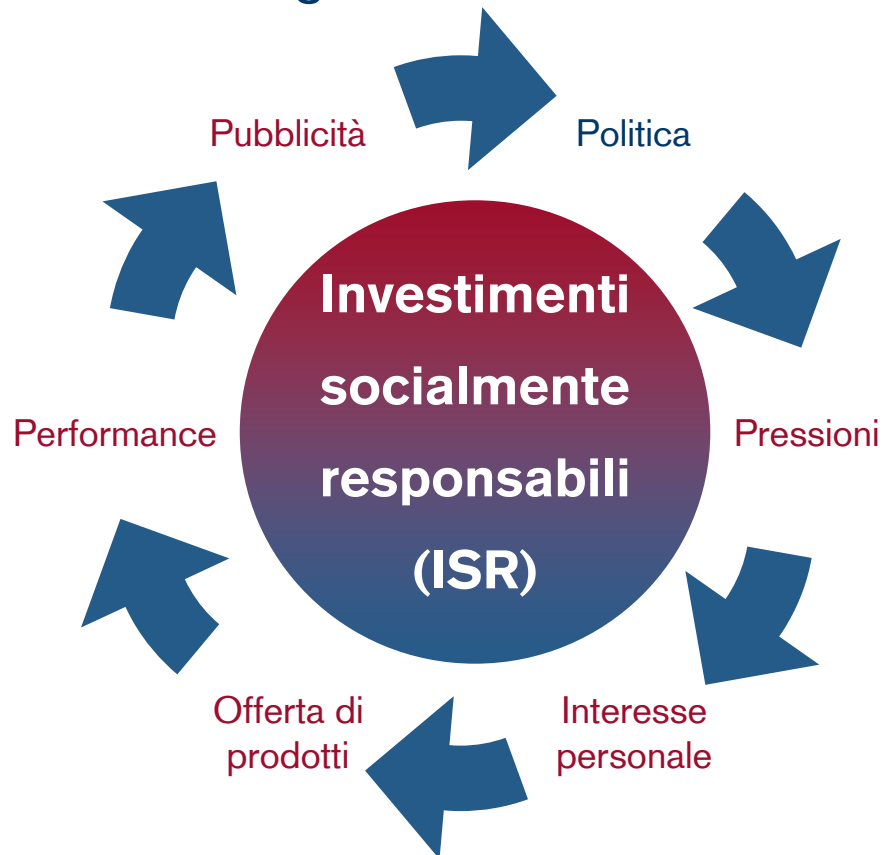 Pubblicità
Politica
Investimenti
socialmente
responsabili
(ISR)
Performance
Pressioni
Offerta di
prodotti
Interesse
personale